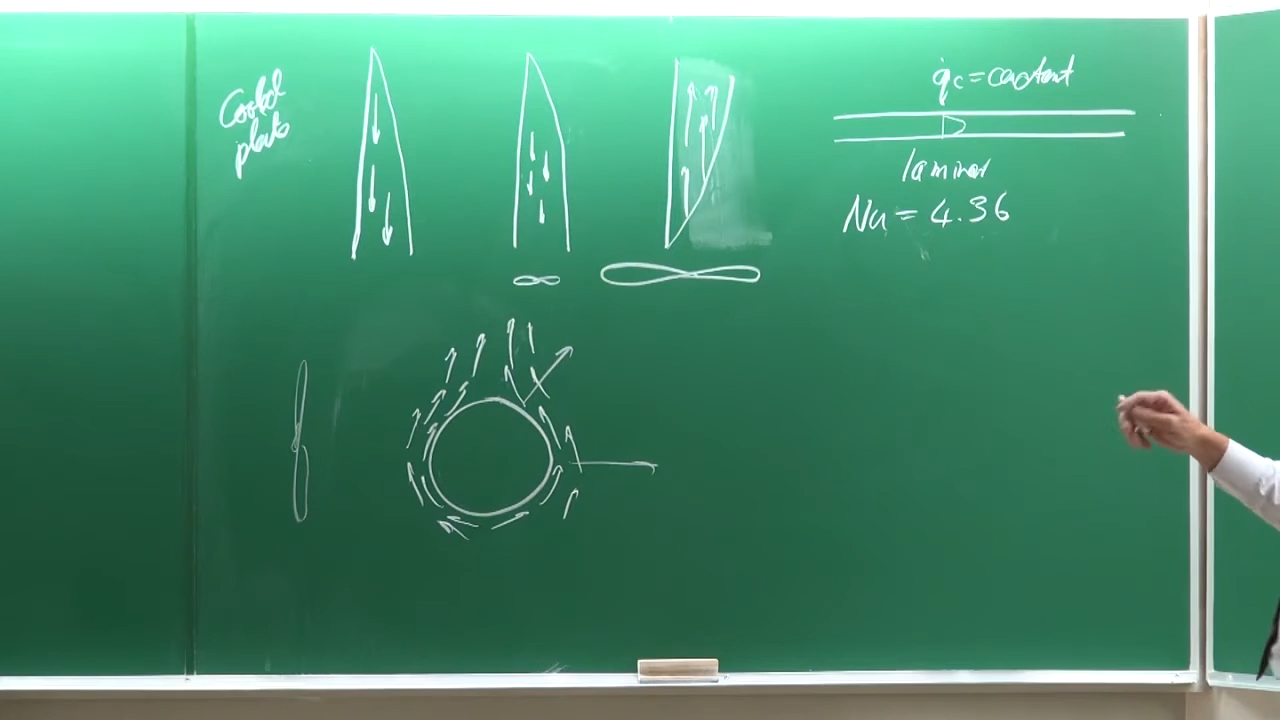 Cooled
plate
q̇c = constant
laminar
Nu = 4.36